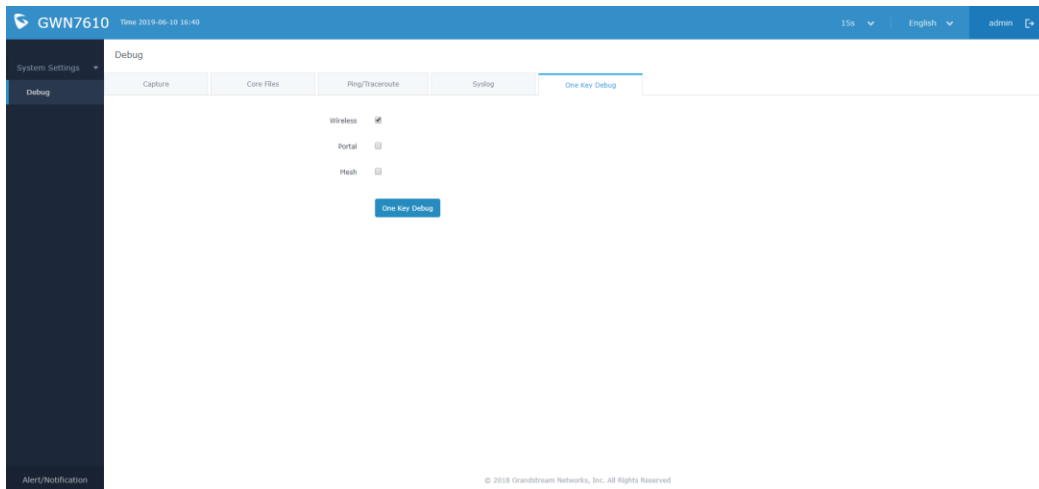 GWN7610 Time 2019-06-10 16:40
15s English admin
System Settings
Debug
Debug
Capture Core Files Ping/Traceroute Syslog One Key Debug
Wireless
Portal
Mesh
One Key Debug
Alert/Notification
© 2018 Grandstream Networks, Inc. All Rights Reserved